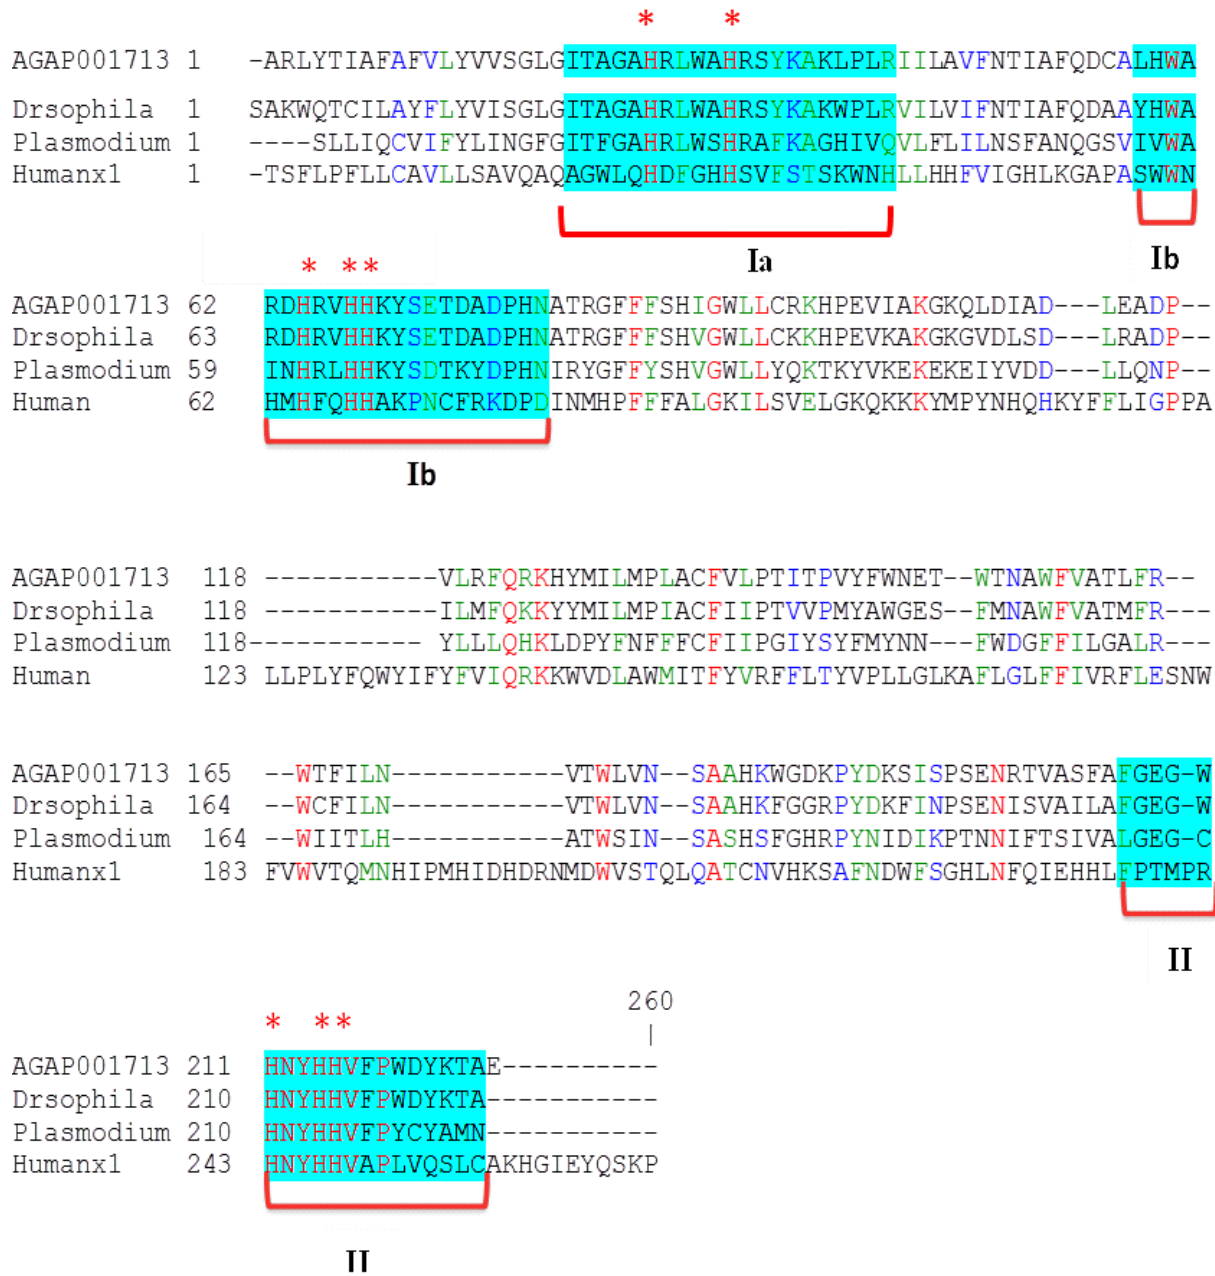 * *
AGAP001713 1 -ARLYTIAFAFVLYVVSGLGITAGAHRLWAHRSYKAKLPLRIILAVFNTIAFQDCALHWA
Drsophila 1 SAKWQTCILAYFLYVISGLGITAGAHRLWAHRSYKAKWPLRVILVIFNTIAFQDAAYHWA
Plasmodium 1 ----SLLIQCVIFYLINGFGITFGAHRLWSHRAFKAGHIVQVLFLILNSFANQGSVIVWA
Humanx1 1 -TSFLPFLLCAVLLSAVQAQAGWLQHDFGHHSVFSTSKWNHLLHHFVIGHLKGAPASWWN
Ia Ib
* **
AGAP001713 62 RDHRVHHKYSETDADPHNATRGFFFSHIGWLLCRKHPEVIAKGKQLDIAD---LEADP--
Drsophila 63 RDHRVHHKYSETDADPHNATRGFFFSHVGWLLCKKHPEVKAKGKGVDLSD---LRADP--
Plasmodium 59 INHRLHHKYSDTKYDPHNIRYGFFYSHVGWLLYQKTKYVKEKEKEIYVDD---LLQNP--
Human 62 HMHFQHHAKPNCFRKDPDINMHPFFFALGKILSVELGKQKKKYMPYNHQHKYFFLIGPPA
Ib
AGAP001713 118 -----------VLRFQRKHYMILMPLACFVLPTITPVYFWNET--WTNAWFVATLFR--
Drsophila 118 -----------ILMFQKKYYMILMPIACFIIPTVVPMYAWGES--FMNAWFVATMFR---
Plasmodium 118----------- YLLLQHKLDPYFNFFFCFIIPGIYSYFMYNN---FWDGFFILGALR---
Human 123 LLPLYFQWYIFYFVIQRKKWVDLAWMITFYVRFFLTYVPLLGLKAFLGLFFIVRFLESNW
AGAP001713 165 --WTFILN-----------VTWLVN--SAAHKWGDKPYDKSISPSENRTVASFAFGEG-W
Drsophila 164 --WCFILN-----------VTWLVN--SAAHKFGGRPYDKFINPSENISVAILAFGEG-W
Plasmodium 164 --WIITLH-----------ATWSIN--SASHSFGHRPYNIDIKPTNNIFTSIVALGEG-C
Humanx1 183 FVWVTQMNHIPMHIDHDRNMDWVSTQLQATCNVHKSAFNDWFSGHLNFQIEHHLFPTMPR
II
260
* ** |
AGAP001713 211 HNYHHVFPWDYKTAE----------
Drsophila 210 HNYHHVFPWDYKTA-----------
Plasmodium 210 HNYHHVFPYCYAMN-----------
Humanx1 243 HNYHHVAPLVQSLCAKHGIEYQSKP
II